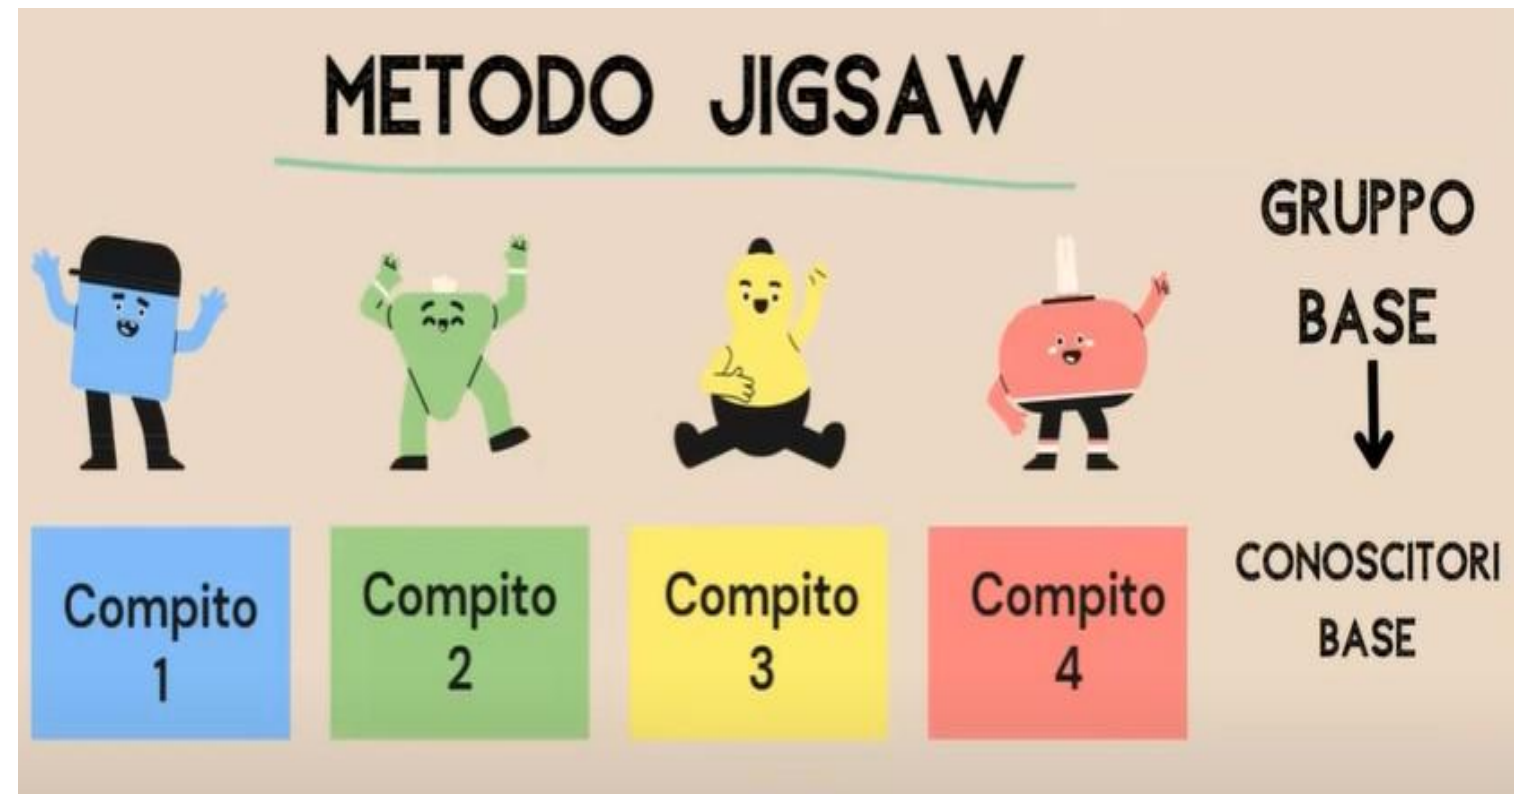 METODO JIGSAW
GRUPPO
BASE
Compito
1
Compito
2
Compito
3
Compito
4
CONOSCITORI
BASE